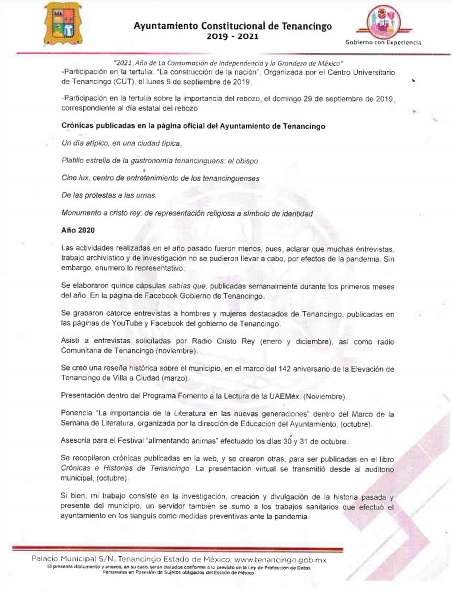 Ayuntamiento Constitucional de Tenancingo
2019 - 2021
Gobierno con Experiencia
"2021, Año de La Consumación de Independencia y la Grandeza de México"
-Participación en la tertulia: "La construcción de la nación", Organizada por el Centro Universitario
de Tenancingo (CUT), el lunes 9 de septiembre de 2019.
-Participación en la tertulia sobre la importancia del rebozo, el domingo 29 de septiembre de 2019,
correspondiente al día estatal del rebozo
Crónicas publicadas en la página oficial del Ayuntamiento de Tenancingo
Un día atípico, en una ciudad típica,
Platillo estrella de la gastronomía tenancinguens: el obispo
Cine lux, centro de entretenimiento de los tenancinguenses
De las protestas a las urnas.
Monumento a cristo rey: de representación religiosa a símbolo de identidad
Año 2020
Las actividades realizadas en el año pasado fueron menos, pues, aclarar que muchas entrevistas,
trabajo archivístico y de investigación no se pudieron llevar a cabo, por efectos de la pandemia. Sin
embargo, enumero lo representativo:
Se elaboraron quince cápsulas sabías que, publicadas semanalmente durante los primeros meses
del año. En la página de Facebook Gobierno de Tenancingo.
Se grabaron catorce entrevistas a hombres y mujeres destacados de Tenancingo, publicadas en
las páginas de YouTube y Facebook del gobierno de Tenancingo.
Asistí a entrevistas solicitadas por Radio Cristo Rey (enero y diciembre), así como radio
Comunitaria de Tenancingo (noviembre).
Se creó una reseña histórica sobre el municipio, en el marco del 142 aniversario de la Elevación de
Tenancingo de Villa a Ciudad (marzo).
Presentación dentro del Programa Fomento a la Lectura de la UAEMéx. (Noviembre).
Ponencia "La importancia de la Literatura en las nuevas generaciones" dentro del Marco de la
Semana de Literatura, organizada por la dirección de Educación del Ayuntamiento, (octubre).
Asesoría para el Festival "alimentando ánimas" efectuado los días 30 y 31 de octubre.
Se recopilaron crónicas publicadas en la web, y se crearon otras, para ser publicadas en el libro
Crónicas e Historias de Tenancingo. La presentación virtual se transmitió desde al auditorio
municipal, (octubre).
Si bien, mi trabajo consiste en la investigación, creación y divulgación de la historia pasada y
presente del municipio, un servidor también se sumó a los trabajos sanitarios que efectuó el
ayuntamiento en los tianguis como medidas preventivas ante la pandemia.
Palacio Municipal S/N, Tenancingo Estado de México, www.tenancingo.gob.mx
El presente documento y anexos, en su caso, serán tratados conforme a lo previsto en la Ley de Protección de Datos
Personales en Posesión de Sujetos obligados del Estado de México